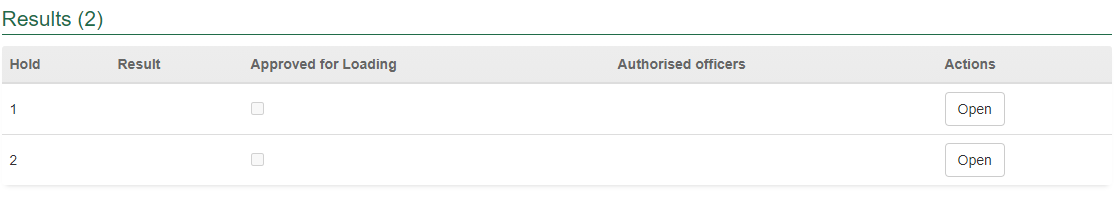 Results (2)
Hold Result Approved for Loading Authorised officers Actions
1 Open
2 Open